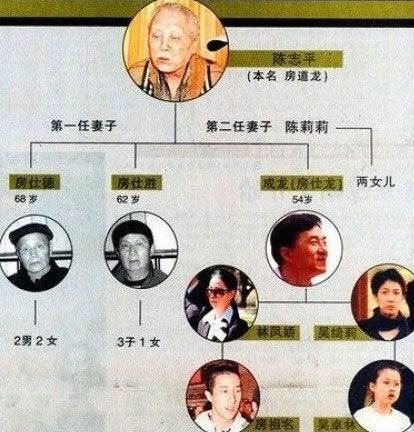 陈志平
(本名 房道龙)
第一任妻子
第二任妻子 陈莉莉
房仕德
68岁
房仕胜
62岁
成龙(房仕龙)
54岁
两女儿
2男2女
3子1女
林凤娇
吴绮莉
房祖名
吴卓林